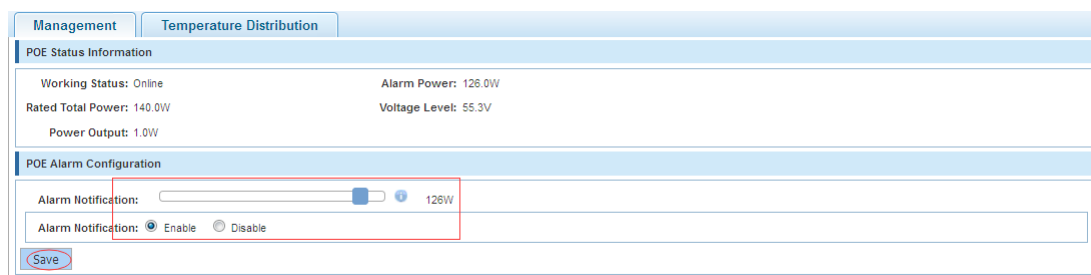 Management Temperature Distribution
POE Status Information
Working Status: Online Alarm Power: 126.0W
Rated Total Power: 140.0W Voltage Level: 55.3V
Power Output: 1.0W
POE Alarm Configuration
Alarm Notification: 126W
Alarm Notification: Enable Disable
Save